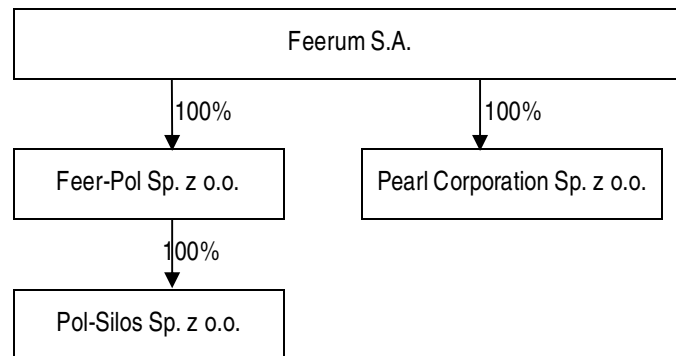 Feerum S.A.
100%
100%
Feer-Pol Sp. z o.o.
Pearl Corporation Sp. z o.o.
100%
Pol-Silos Sp. z o.o.